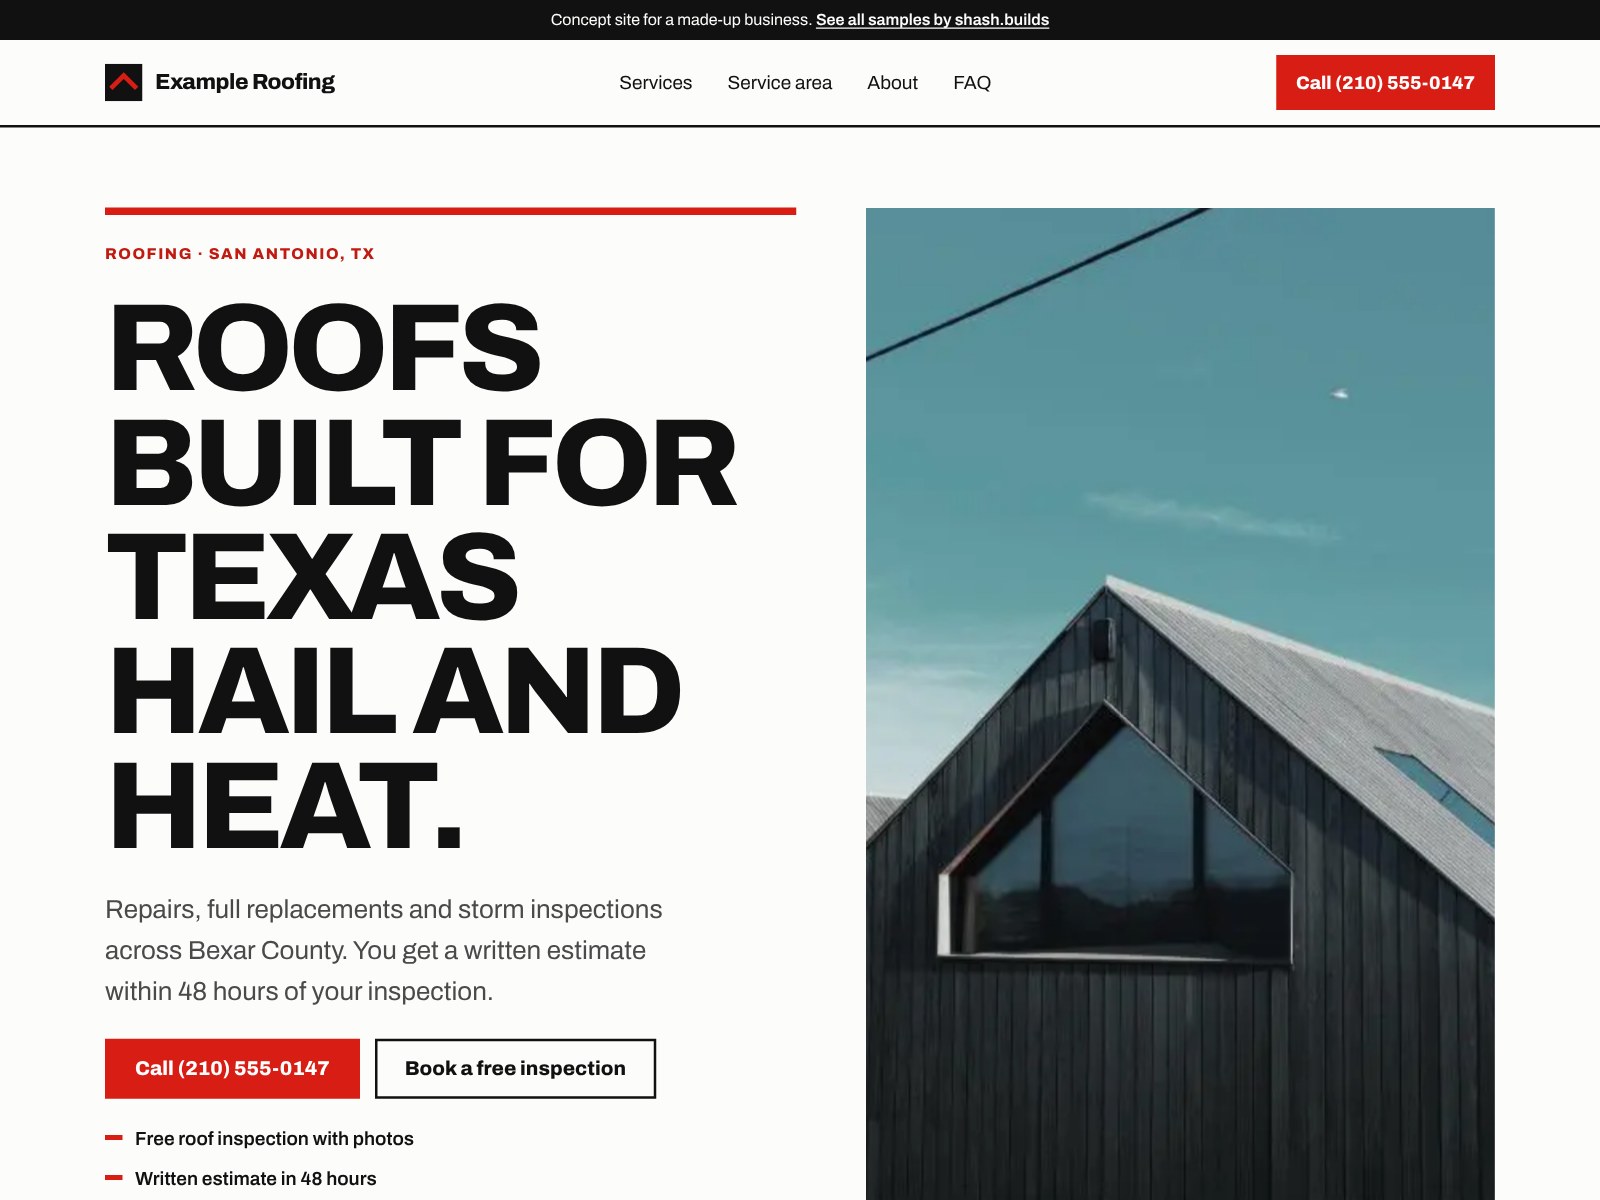 Concept site for a made-up business. See all samples by shash.builds
Example Roofing
Services
Service area
About
FAQ
Call (210) 555-0147
ROOFING · SAN ANTONIO, TX
ROOFS
BUILT FOR
TEXAS
HAIL AND
HEAT.
Repairs, full replacements and storm inspections
across Bexar County. You get a written estimate
within 48 hours of your inspection.
Call (210) 555-0147
Book a free inspection
Free roof inspection with photos
Written estimate in 48 hours